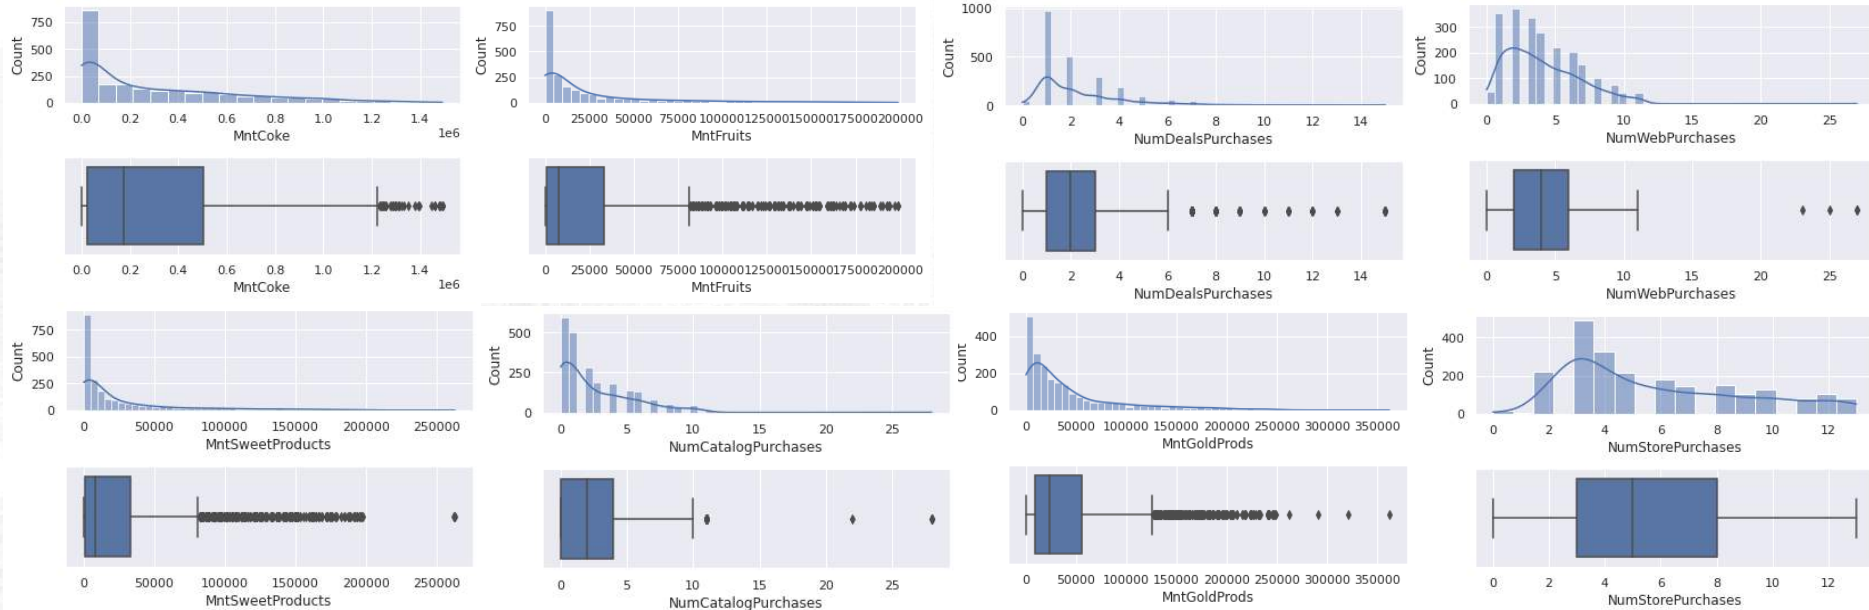 Count
750
500
250
0
0.0 0.2 0.4 0.6 0.8 1.0 1.2 1.4
1e6
MntCoke
0.0 0.2 0.4 0.6 0.8 1.0 1.2 1.4
1e6
MntCoke
Count
750
500
250
0
0 25000 50000 75000 100000 125000 150000 175000 200000
MntFruits
0 25000 50000 75000 100000 125000 150000 175000 200000
MntFruits
Count
1000
500
0
0 2 4 6 8 10 12 14
NumDealsPurchases
0 2 4 6 8 10 12 14
NumDealsPurchases
Count
300
200
100
0
0 5 10 15 20 25
NumWebPurchases
0 5 10 15 20 25
NumWebPurchases
Count
750
500
250
0
0 50000 100000 150000 200000 250000
MntSweetProducts
0 50000 100000 150000 200000 250000
MntSweetProducts
Count
500
250
0
0 5 10 15 20 25
NumCatalogPurchases
0 5 10 15 20 25
NumCatalogPurchases
Count
400
200
0
0 50000 100000 150000 200000 250000 300000 350000
MntGoldProds
0 50000 100000 150000 200000 250000 300000 350000
MntGoldProds
Count
400
200
0
0 2 4 6 8 10 12
NumStorePurchases
0 2 4 6 8 10 12
NumStorePurchases